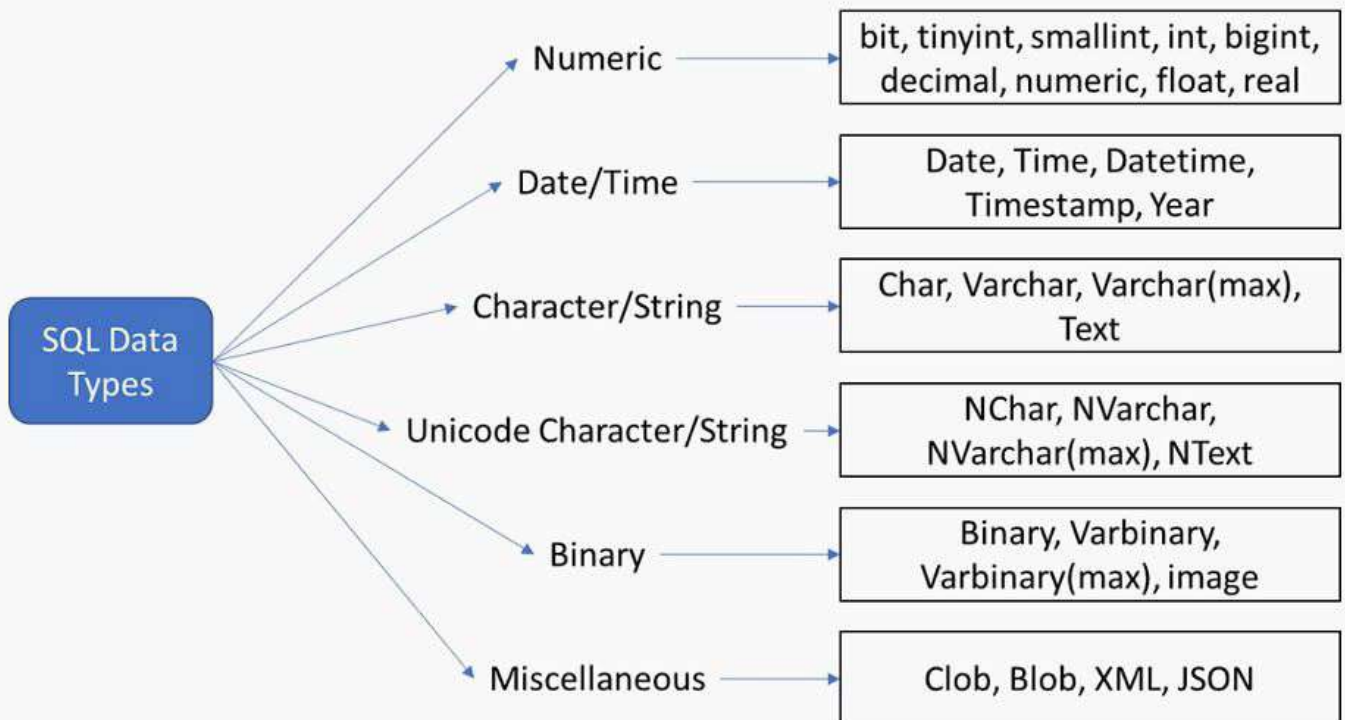 SQL Data
Types
Numeric
bit, tinyint, smallint, int, bigint,
decimal, numeric, float, real
Date/Time
Date, Time, Datetime,
Timestamp, Year
Character/String
Char, Varchar, Varchar(max),
Text
Unicode Character/String
NChar, NVarchar,
NVarchar(max), NText
Binary
Binary, Varbinary,
Varbinary(max), image
Miscellaneous
Clob, Blob, XML, JSON